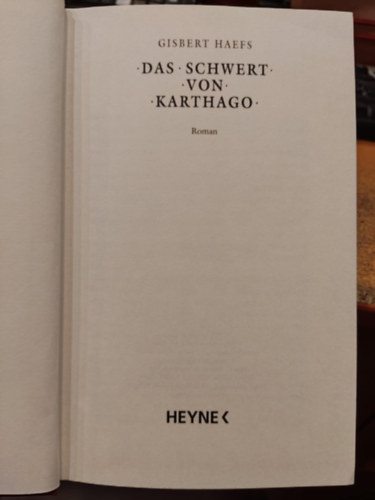 GISBERT HAEFS
·DAS·SCHWERT·
·VON·
·KARTHAGO·
Roman
HEYNE<